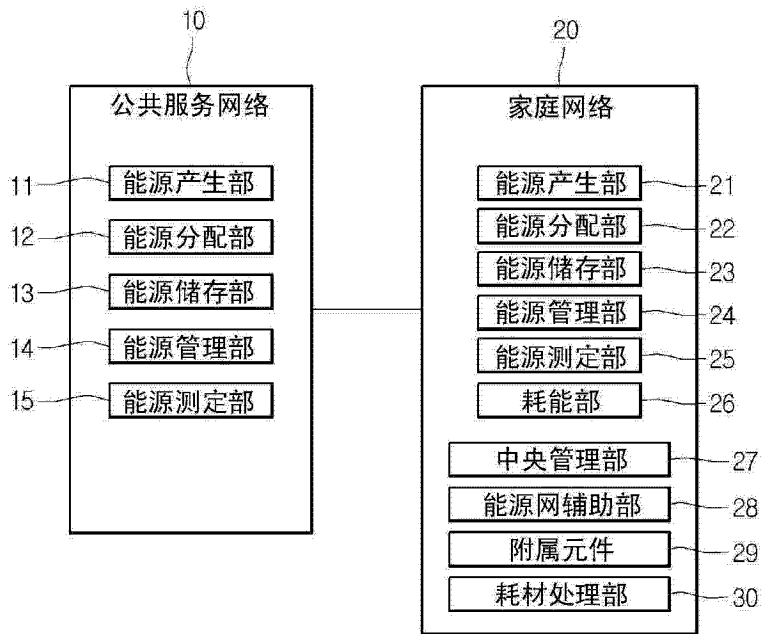 10
公共服务网络
11 能源产生部
12 能源分配部
13 能源储存部
14 能源管理部
15 能源测定部
20
家庭网络
能源产生部 21
能源分配部 22
能源储存部 23
能源管理部 24
能源测定部 25
耗能部 26
中央管理部 27
能源网辅助部 28
附属元件 29
耗材处理部 30